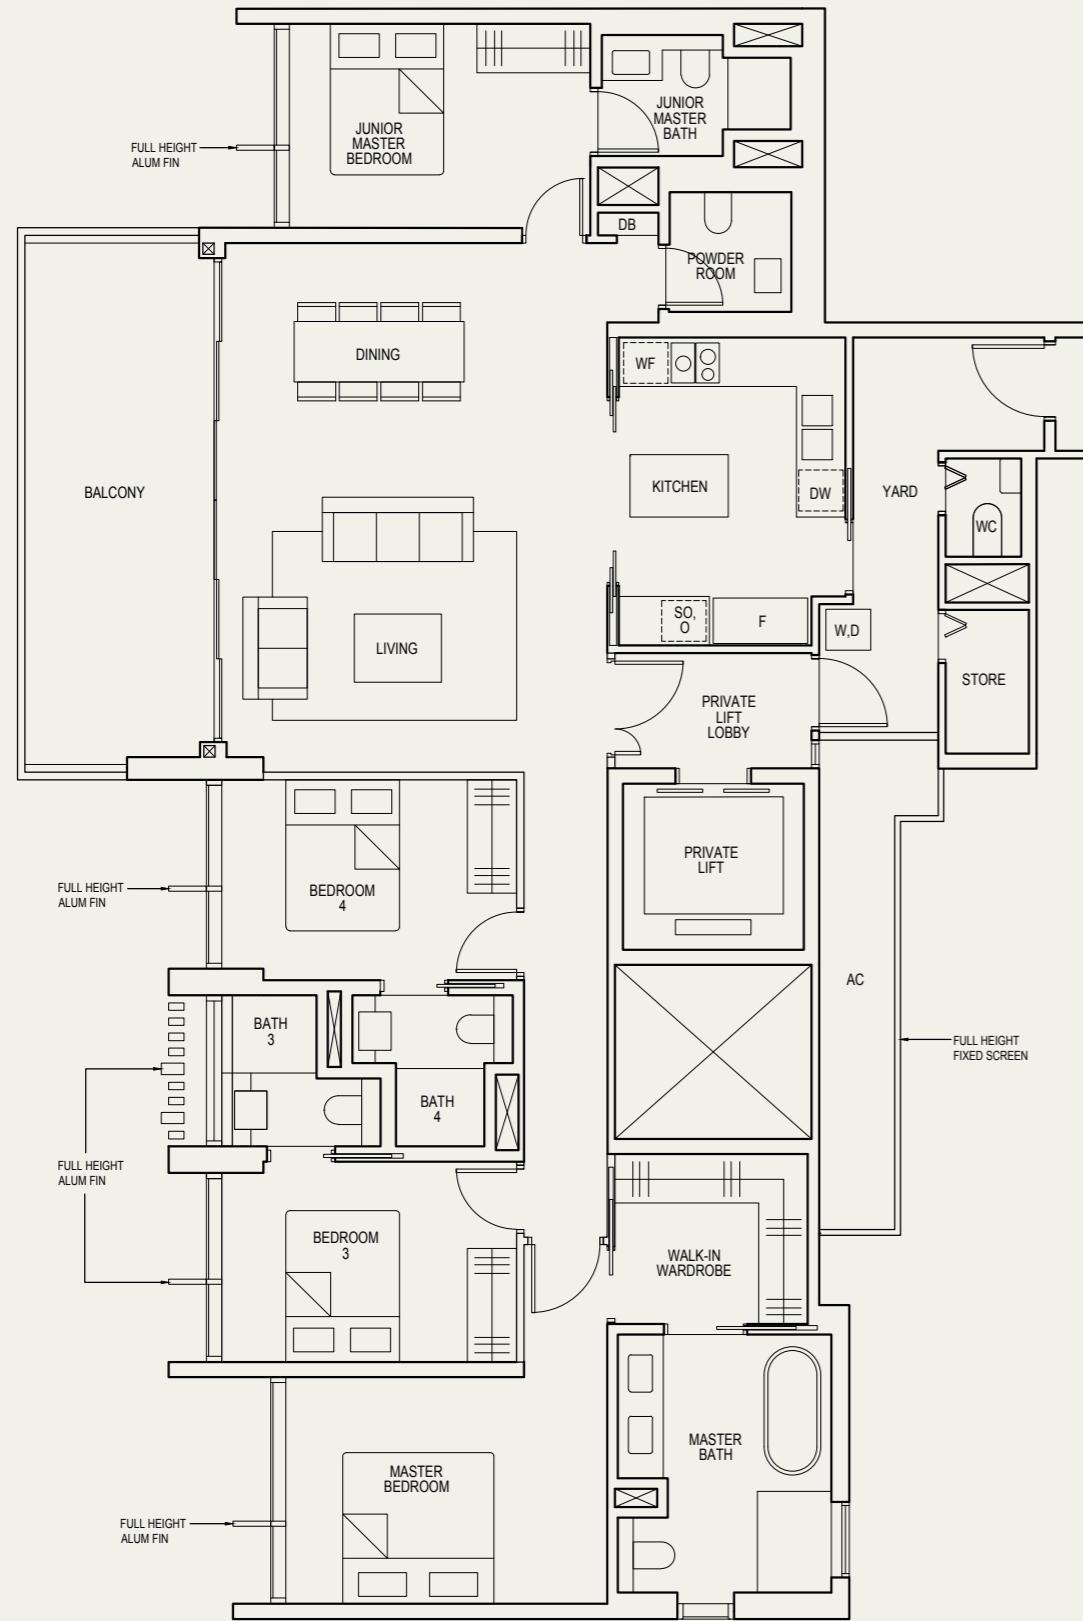 JUNIOR
MASTER
BEDROOM
JUNIOR
MASTER
BATH
FULL HEIGHT
ALUM FIN
DB
POWDER
ROOM
DINING
WF
BALCONY
KITCHEN
DW
YARD
WC
SO,
O
F
W,D
LIVING
STORE
PRIVATE
LIFT
LOBBY
PRIVATE
LIFT
FULL HEIGHT
ALUM FIN
BEDROOM
4
AC
BATH
3
FULL HEIGHT
FIXED SCREEN
BATH
4
FULL HEIGHT
ALUM FIN
BEDROOM
3
WALK-IN
WARDROBE
MASTER
BATH
MASTER
BEDROOM
FULL HEIGHT
ALUM FIN